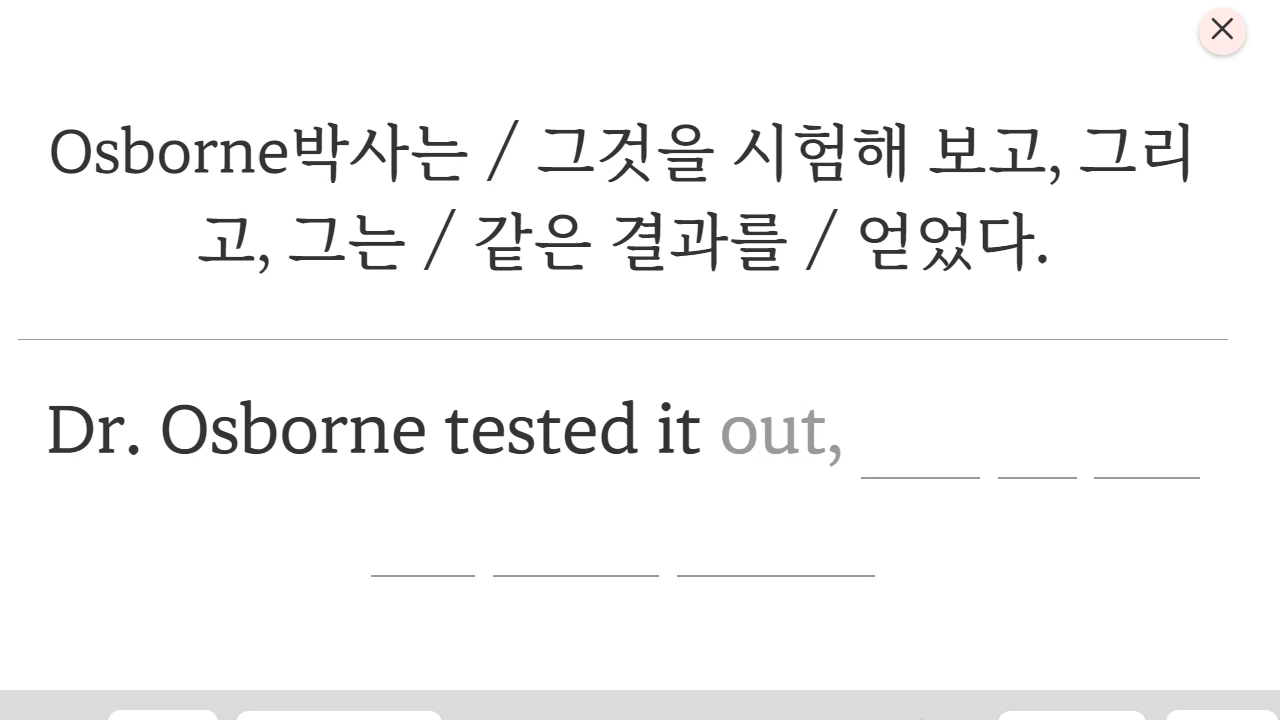 Osborne박사는 / 그것을 시험해 보고, 그리
고, 그는 / 같은 결과를 / 얻었다.
Dr. Osborne tested it out,